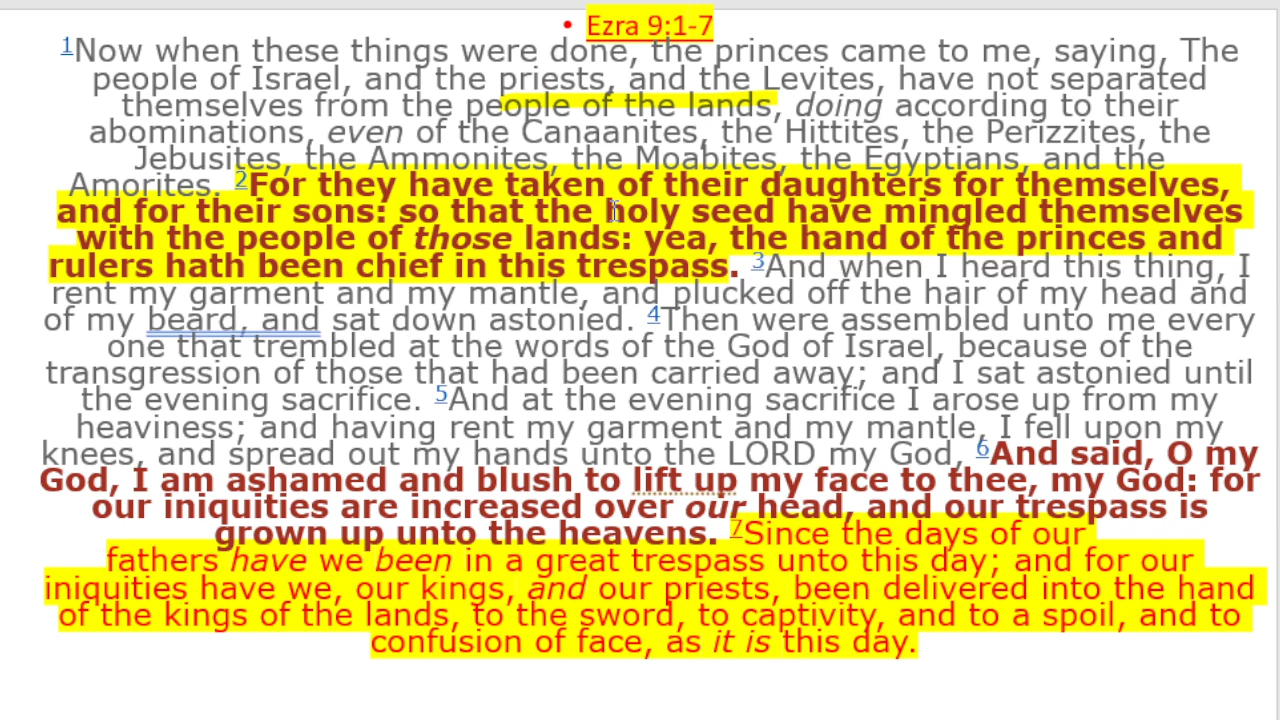 • Ezra 9:1-7
1Now when these things were done, the princes came to me, saying, The
people of Israel, and the priests, and the Levites, have not separated
themselves from the people of the lands, doing according to their
abominations, even of the Canaanites, the Hittites, the Perizzites, the
Jebusites, the Ammonites, the Moabites, the Egyptians, and the
Amorites. 2For they have taken of their daughters for themselves,
and for their sons: so that the holy seed have mingled themselves
with the people of those lands: yea, the hand of the princes and
rulers hath been chief in this trespass. 3And when I heard this thing, I
rent my garment and my mantle, and plucked off the hair of my head and
of my beard, and sat down astonied. 4Then were assembled unto me every
one that trembled at the words of the God of Israel, because of the
transgression of those that had been carried away; and I sat astonied until
the evening sacrifice. 5And at the evening sacrifice I arose up from my
heaviness; and having rent my garment and my mantle, I fell upon my
knees, and spread out my hands unto the LORD my God, 6And said, O my
God, I am ashamed and blush to lift up my face to thee, my God: for
our iniquities are increased over our head, and our trespass is
grown up unto the heavens. 7Since the days of our
fathers have we been in a great trespass unto this day; and for our
iniquities have we, our kings, and our priests, been delivered into the hand
of the kings of the lands, to the sword, to captivity, and to a spoil, and to
confusion of face, as it is this day.